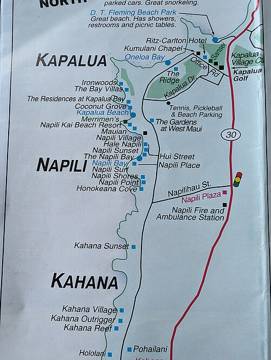 NORTH
parked cars. Great snorkeling.
D. T. Fleming Beach Park
Great beach. Has showers,
restrooms and picnic tables.
Ritz-Carlton Hotel
Kumulani Chapel
KAPALUA
Oneloa Bay
The Ridge
Kapalua
Village C
Kapalua
Golf
Ironwoods
The Bay Villas
Kapalua Dr.
The Residences at Kapalua Bay
Coconut Grove
Kapalua Beach
Tennis, Pickleball
& Beach Parking
Merriman's
Napili Kai Beach Resort
The Gardens
at West Maui
Mauian
Napili Village
Hale Napili
30
Napili Sunset
The Napili Bay
Hui Street
NAPILI
Napili Bay
Napili Place
Napili Surf
Napili Shores
Napili Point
Napilihau St.
Honokeana Cove
Napili Plaza
Napili Fire and
Ambulance Station
Kahana Sunset
KAHANA
Kahana Village
Kahana Outrigger
Kahana Reef
Pohailani
Hololani